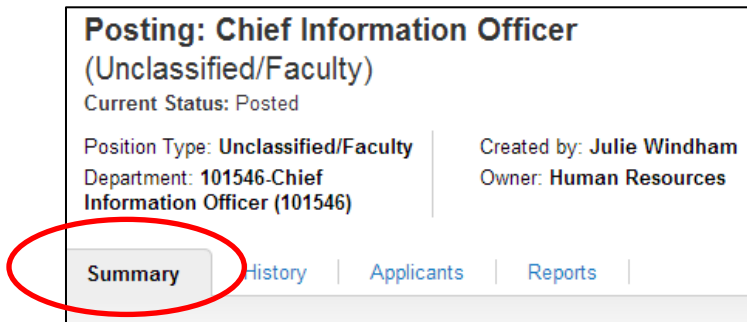 Posting: Chief Information Officer
(Unclassified/Faculty)
Current Status: Posted
Position Type: Unclassified/Faculty
Department: 101546-Chief
Information Officer (101546)
Created by: Julie Windham
Owner: Human Resources
Summary History Applicants Reports